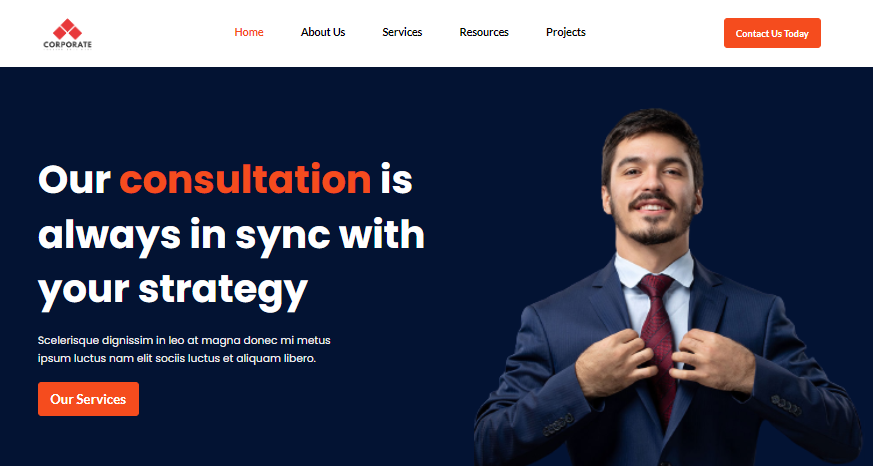 CORPORATE
Home
About Us
Services
Resources
Projects
Contact Us Today
Our consultation is
always in sync with
your strategy
Scelerisque dignissim in leo at magna donec mi metus
ipsum luctus nam elit sociis luctus et aliquam libero.
Our Services